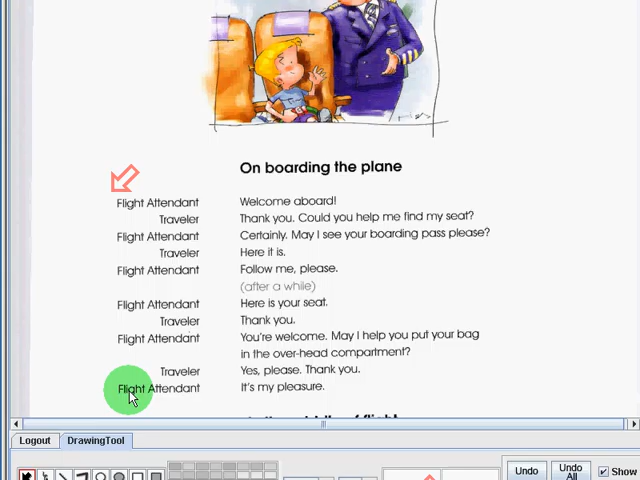 On boarding the plane
Flight Attendant Welcome aboard!
Traveler Thank you. Could you help me find my seat?
Flight Attendant Certainly. May I see your boarding pass please?
Traveler Here it is.
Flight Attendant Follow me, please.
(after a while)
Flight Attendant Here is your seat.
Traveler Thank you.
Flight Attendant You're welcome. May I help you put your bag
in the over-head compartment?
Traveler Yes, please. Thank you.
Flight Attendant It's my pleasure.
Logout DrawingTool
Undo Undo All Show